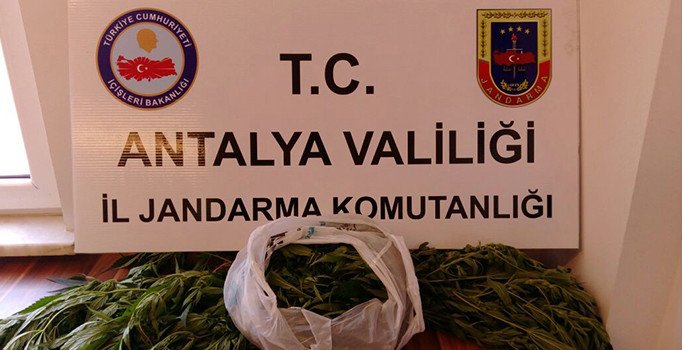 TÜRKİYE CUMHURİYETİ
İÇİŞLERİ BAKANLIĞI
JANDARMA
T.C.
ANTALYA VALİLİĞİ
İL JANDARMA KOMUTANLIĞI